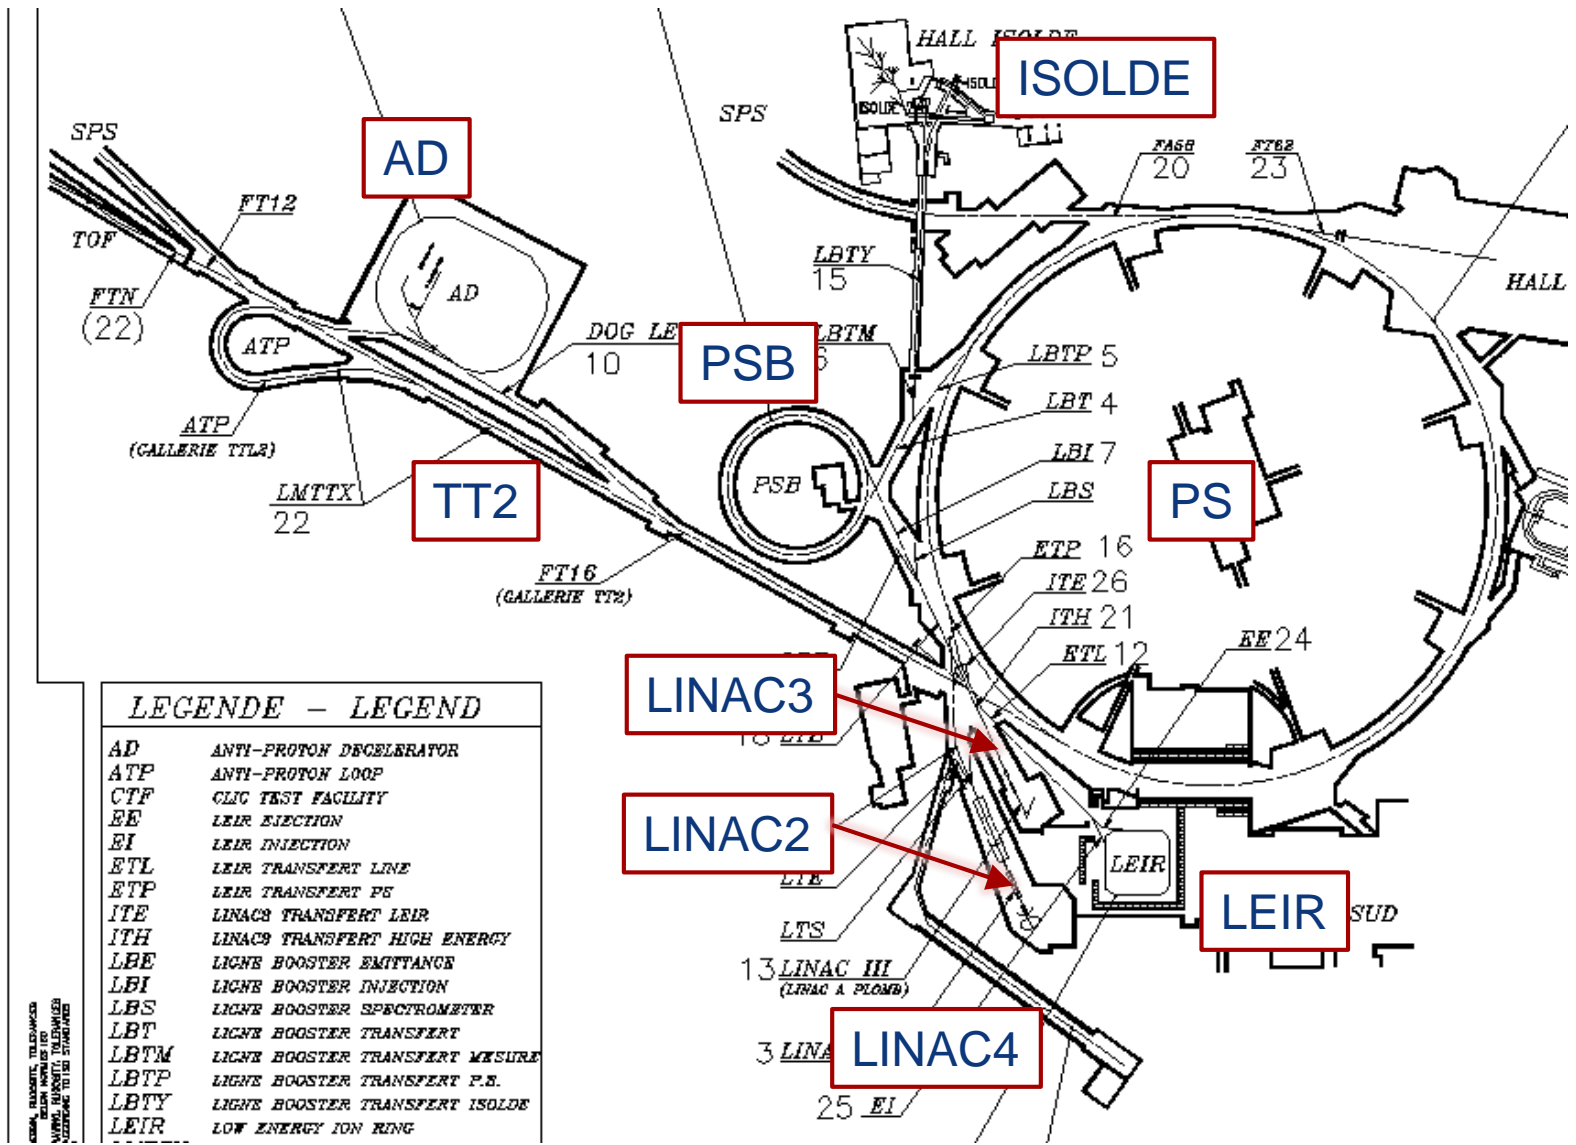 HALL ISOLDE
ISOLDE
ISOLDE
SPS
SPS
AD
FA58
20
FT62
23
FT12
TOF
LBTY
15
AD
HALL
FTN
(22)
ATP
DOG LE
10
PSB
LBTM
LBTP 5
LBT 4
ATP
(GALLERIE TTL2)
LBI 7
LMTTX
22
TT2
PSB
LBS
PS
ETP 16
FT16
(GALLERIE TT2)
ITE 26
ITH 21
EE 24
ETL 12
LINAC3
18
LINAC2
LEIR
LTE
LEIR
SUD
LTS
13 LINAC III
(LINAC A PLOMB)
3 LINA
LINAC4
25 EI
LEGENDE – LEGEND
AD ANTI-PROTON DECELERATOR
ATP ANTI-PROTON LOOP
CTF CLIC TEST FACILITY
EE LEIR EJECTION
EI LEIR INJECTION
ETL LEIR TRANSFERT LINE
ETP LEIR TRANSFERT PS
ITE LINAC3 TRANSFERT LEIR
ITH LINAC3 TRANSFERT HIGH ENERGY
LBE LIGNE BOOSTER EMITTANCE
LBI LIGNE BOOSTER INJECTION
LBS LIGNE BOOSTER SPECTROMETER
LBT LIGNE BOOSTER TRANSFERT
LBTM LIGNE BOOSTER TRANSFERT MESURE
LBTP LIGNE BOOSTER TRANSFERT P.S.
LBTY LIGNE BOOSTER TRANSFERT ISOLDE
LEIR LOW ENERGY ION RING